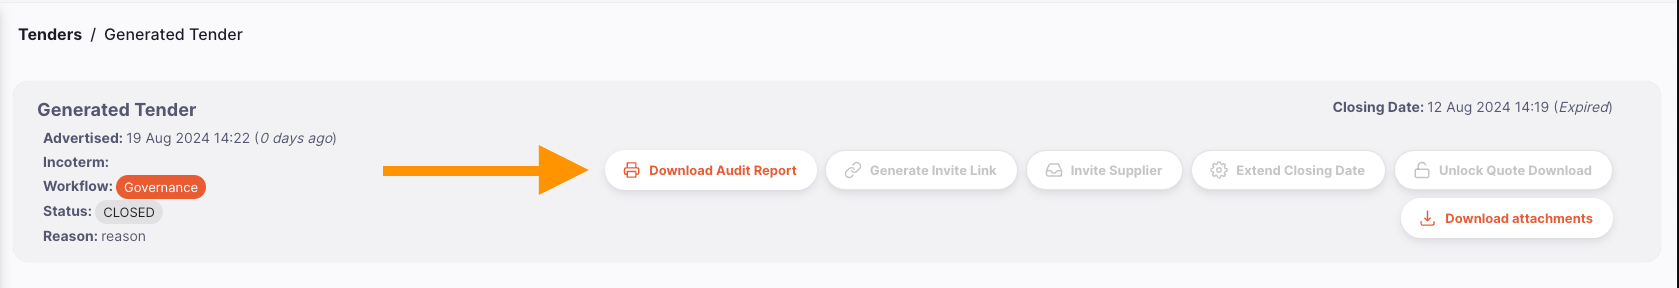 Tenders / Generated Tender
Generated Tender
Closing Date: 12 Aug 2024 14:19 (Expired)
Advertised: 19 Aug 2024 14:22 (0 days ago)
Incoterm:
Workflow: Governance
Status: CLOSED
Reason: reason
Download Audit Report Generate Invite Link Invite Supplier Extend Closing Date Unlock Quote Download
Download attachments